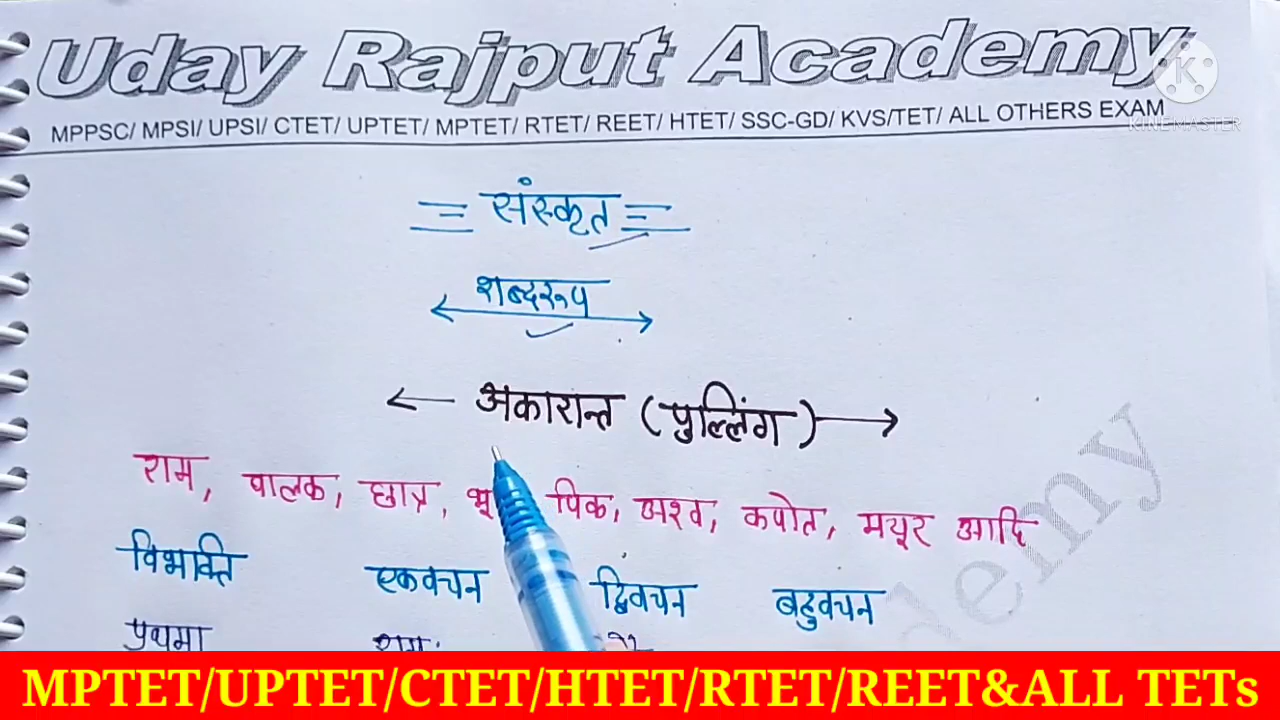 Uday Rajput Academy
MPPSC/ MPSI/ UPSI/ CTET/ UPTET/ MPTET/ RTET/ REET/ HTET/ SSC-GD/ KVS/TET/ ALL OTHERS EXAM
KINEMASTER
संस्कृत
शब्दरूप
अकारान्त (पुल्लिंग)
राम, बालक, छात्र, पिक, अश्व, कपोत, मयूर आदि
विभक्ति एकवचन द्विवचन बहुवचन
प्रथमा रामः
demy
MPTET/UPTET/CTET/HTET/RTET/REET&ALL TETs